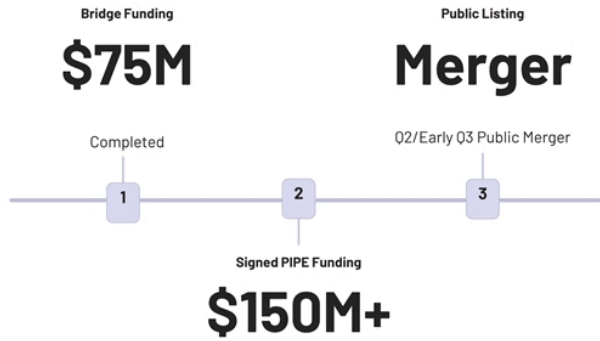 Bridge Funding
$75M
Completed
1
2
Signed PIPE Funding
$150M+
Public Listing
Merger
Q2/Early Q3 Public Merger
3